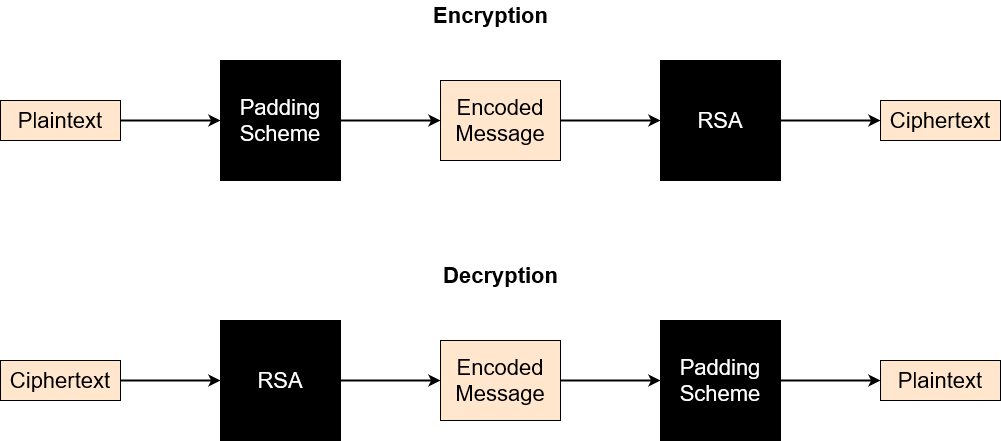 Encryption
Plaintext
Padding
Scheme
Encoded
Message
RSA
Ciphertext
Decryption
Ciphertext
RSA
Encoded
Message
Padding
Scheme
Plaintext